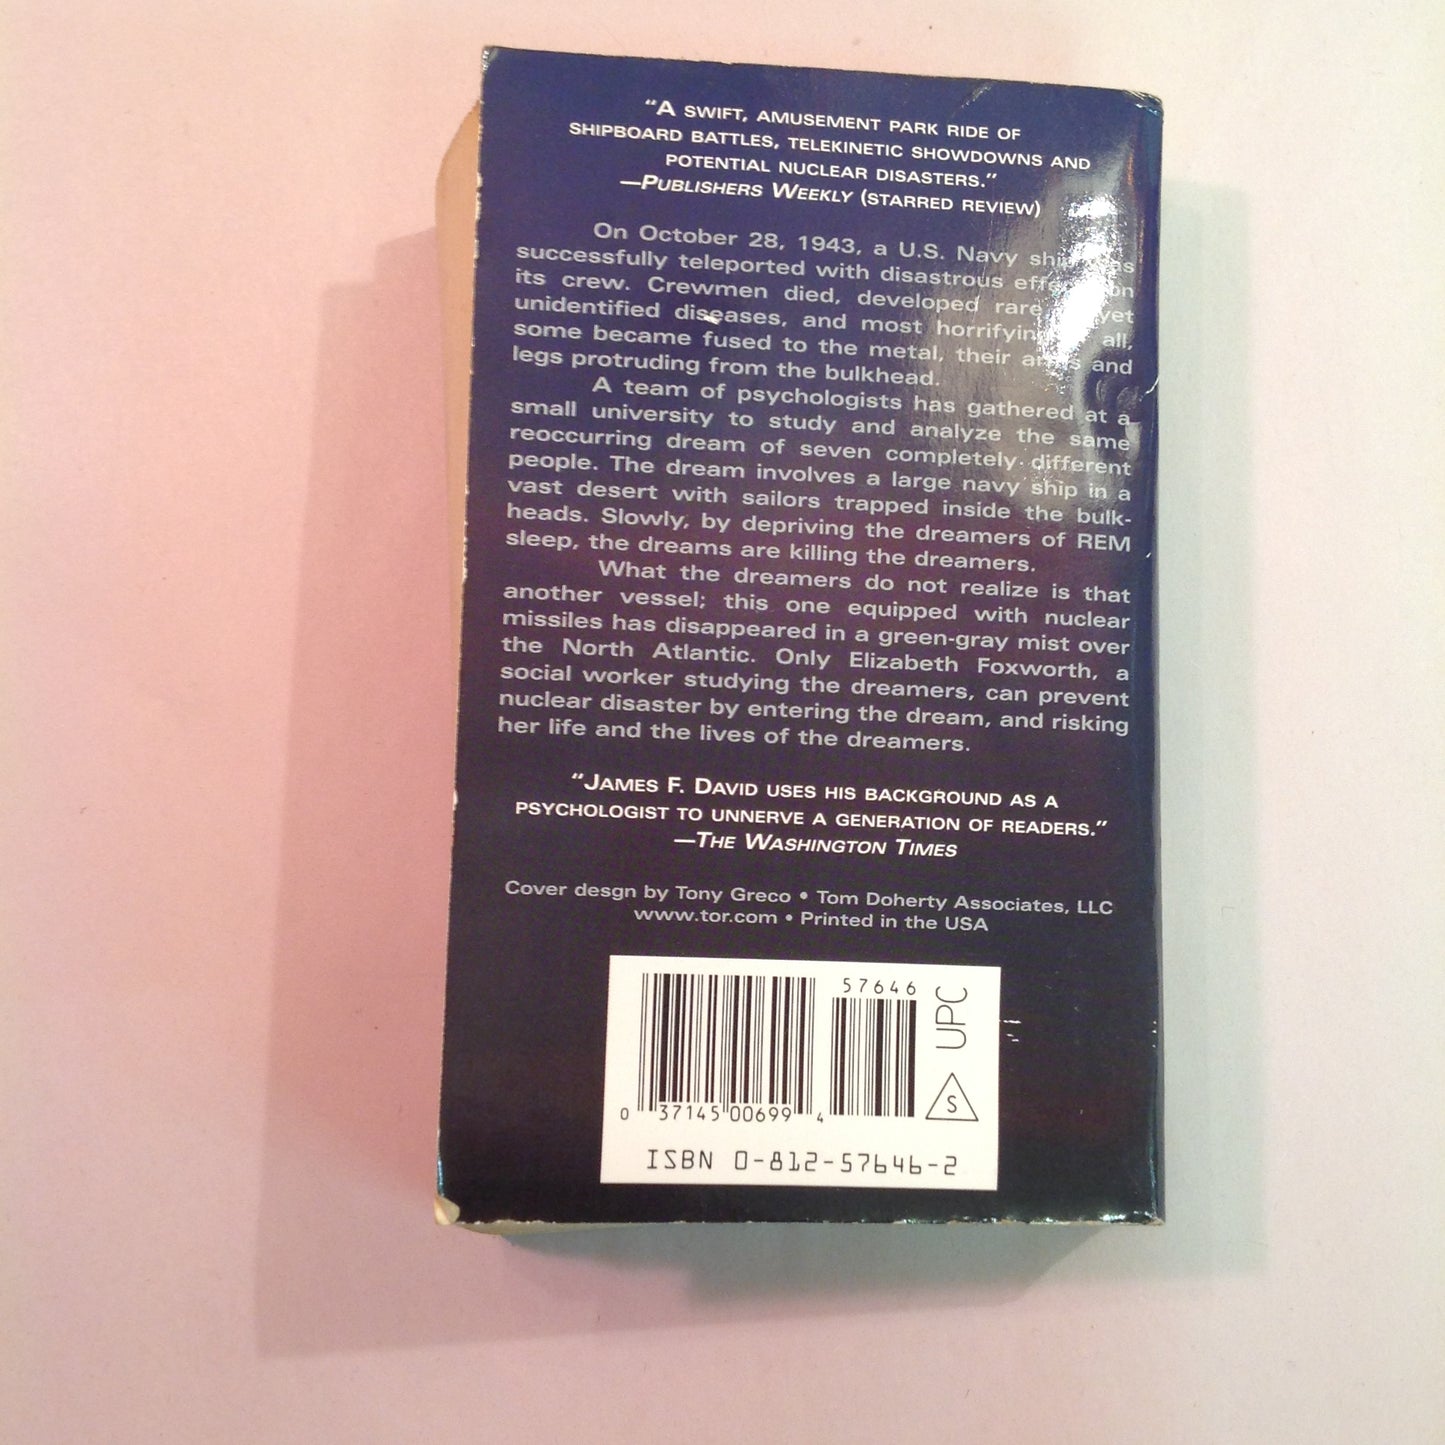 “A SWIFT, AMUSEMENT PARK RIDE OF
SHIPBOARD BATTLES, TELEKINETIC SHOWDOWNS AND
POTENTIAL NUCLEAR DISASTERS.”
—PUBLISHERS WEEKLY (STARRED REVIEW)
On October 28, 1943, a U.S. Navy
successfully teleported with disastrous
its crew. Crewmen died, developed rare
unidentified diseases, and most horrifying all,
some became fused to the metal, their and
legs protruding from the bulkhead.
A team of psychologists has gathered at a
small university to study and analyze the same
reoccurring dream of seven completely different
people. The dream involves a large navy ship in a
vast desert with sailors trapped inside the bulk-
heads. Slowly, by depriving the dreamers of REM
sleep, the dreams are killing the dreamers.
What the dreamers do not realize is that
another vessel; this one equipped with nuclear
missiles has disappeared in a green-gray mist over
the North Atlantic. Only Elizabeth Foxworth, a
social worker studying the dreamers, can prevent
nuclear disaster by entering the dream, and risking
her life and the lives of the dreamers.
“JAMES F. DAVID USES HIS BACKGROUND AS A
PSYCHOLOGIST TO UNNERVE A GENERATION OF READERS.”
—THE WASHINGTON TIMES
Cover desgn by Tony Greco • Tom Doherty Associates, LLC
www.tor.com • Printed in the USA
57646
UPC
S
0 37145 00699 4
ISBN 0-812-57646-2